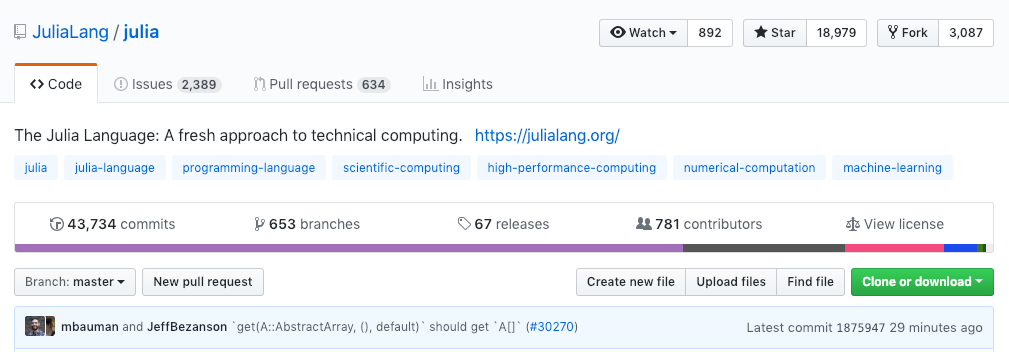 JuliaLang / julia Watch 892 Star 18,979 Fork 3,087
Code Issues 2,389 Pull requests 634 Insights
The Julia Language: A fresh approach to technical computing. https://julialang.org/
julia julia-language programming-language scientific-computing high-performance-computing numerical-computation machine-learning
43,734 commits 653 branches 67 releases 781 contributors View license
Branch: master New pull request Create new file Upload files Find file Clone or download
mbauman and JeffBezanson `get(A::AbstractArray, (), default)` should get `A[]` (#30270) Latest commit 1875947 29 minutes ago